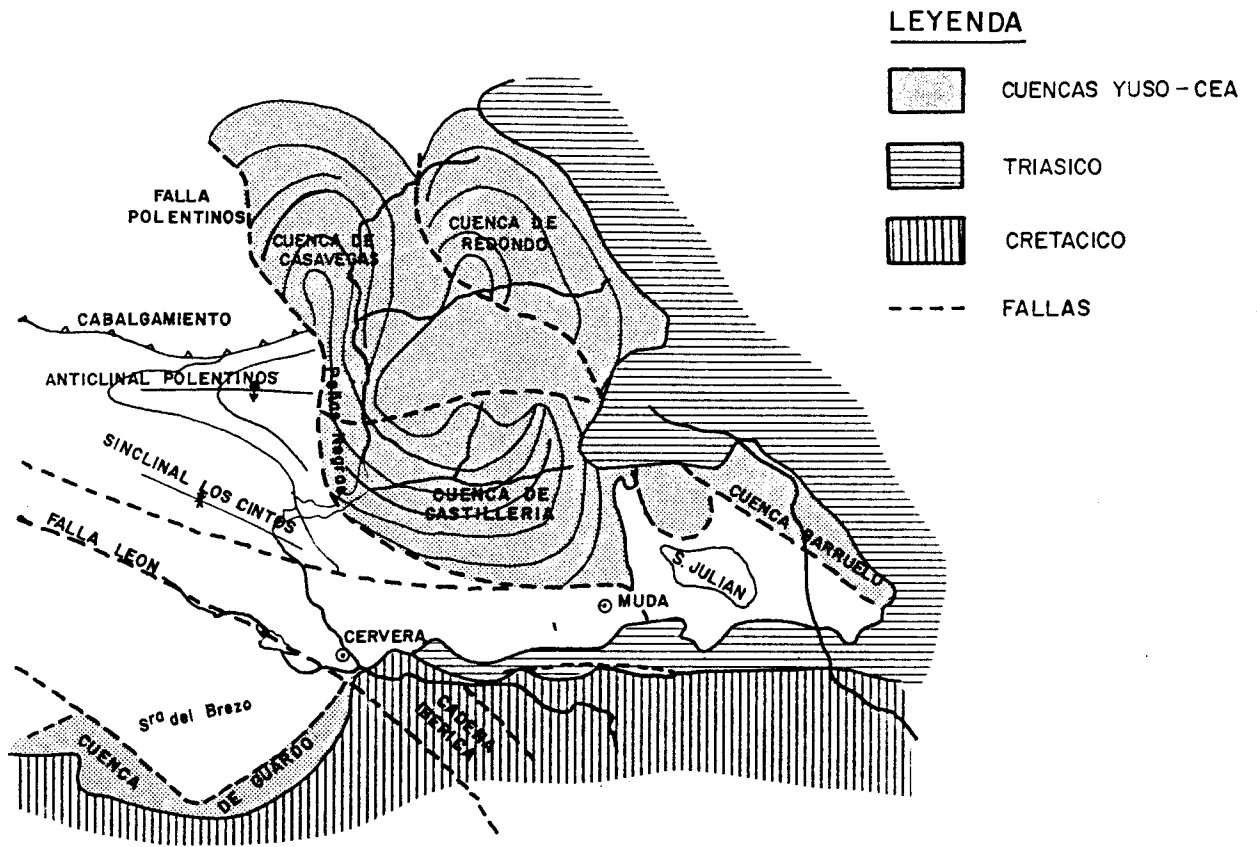 LEYENDA
CUENCAS YUSO-CEA
TRIASICO
CRETACICO
FALLAS
FALLA
POLENTINOS
CUENCA DE
CASAVEGAS
CUENCA DE
REDONDO
CABALGAMIENTO
ANTICLINAL POLENTINOS
Peñas Negras
SINCLINAL LOS CINTOS
CUENCA DE
CASTILLERIA
CUENCA BARRUELO
FALLA LEON
S. JULIAN
MUDA
CERVERA
Sra del Brezo
CADENA
IBERICA
CUENCA
DE GUARDO